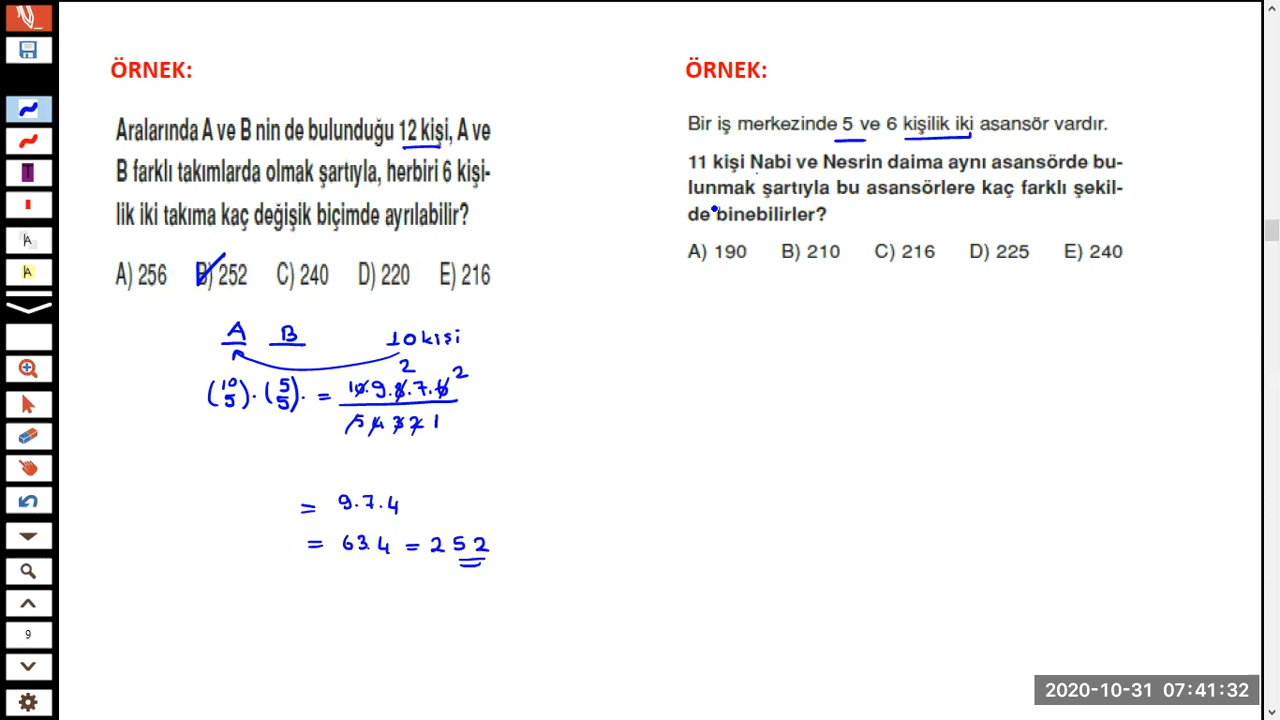 ÖRNEK:
Aralarında A ve B nin de bulunduğu 12 kişi, A ve
B farklı takımlarda olmak şartıyla, herbiri 6 kişi-
lik iki takıma kaç değişik biçimde ayrılabilir?
A) 256 B) 252 C) 240 D) 220 E) 216
A B 10 kişi
(10 5) . (5 5) . = 10.9.8.7.6 2 2
5 4 3 2 1
= 9.7.4
= 63.4 = 252
ÖRNEK:
Bir iş merkezinde 5 ve 6 kişilik iki asansör vardır.
11 kişi Nabi ve Nesrin daima aynı asansörde bu-
lunmak şartıyla bu asansörlere kaç farklı şekil-
de binebilirler?
A) 190 B) 210 C) 216 D) 225 E) 240
T
A
A
9
2020-10-31 07:41:32